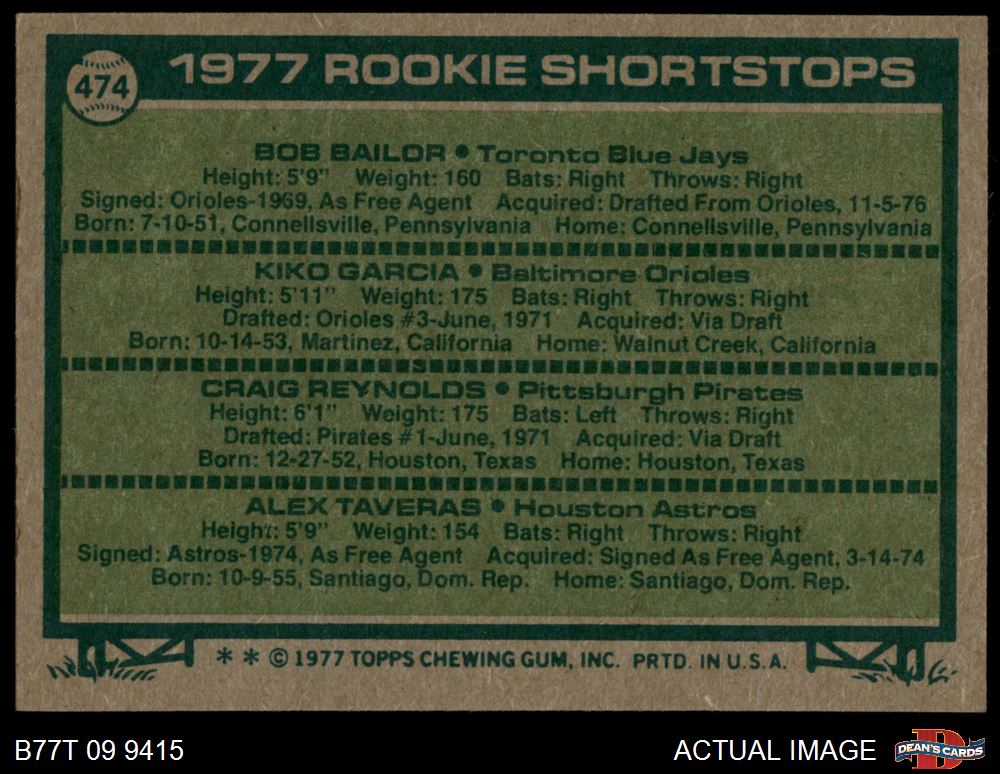 474
1977 ROOKIE SHORTSTOPS
BOB BAILOR • Toronto Blue Jays
Height: 5'9" Weight: 160 Bats: Right Throws: Right
Signed: Orioles-1969, As Free Agent Acquired: Drafted From Orioles, 11-5-76
Born: 7-10-51, Connellsville, Pennsylvania Home: Connellsville, Pennsylvania
KIKO GARCIA • Baltimore Orioles
Height: 5'11" Weight: 175 Bats: Right Throws: Right
Drafted: Orioles #3-June, 1971 Acquired: Via Draft
Born: 10-14-53, Martinez, California Home: Walnut Creek, California
CRAIG REYNOLDS • Pittsburgh Pirates
Height: 6'1" Weight: 175 Bats: Left Throws: Right
Drafted: Pirates #1-June, 1971 Acquired: Via Draft
Born: 12-27-52, Houston, Texas Home: Houston, Texas
ALEX TAVERAS • Houston Astros
Height: 5'9" Weight: 154 Bats: Right Throws: Right
Signed: Astros-1974, As Free Agent Acquired: Signed As Free Agent, 3-14-74
Born: 10-9-55, Santiago, Dom. Rep. Home: Santiago, Dom. Rep.
* * © 1977 TOPPS CHEWING GUM, INC. PRTD. IN U.S.A.
B77T 09 9415 ACTUAL IMAGE
D DEAN'S CARDS